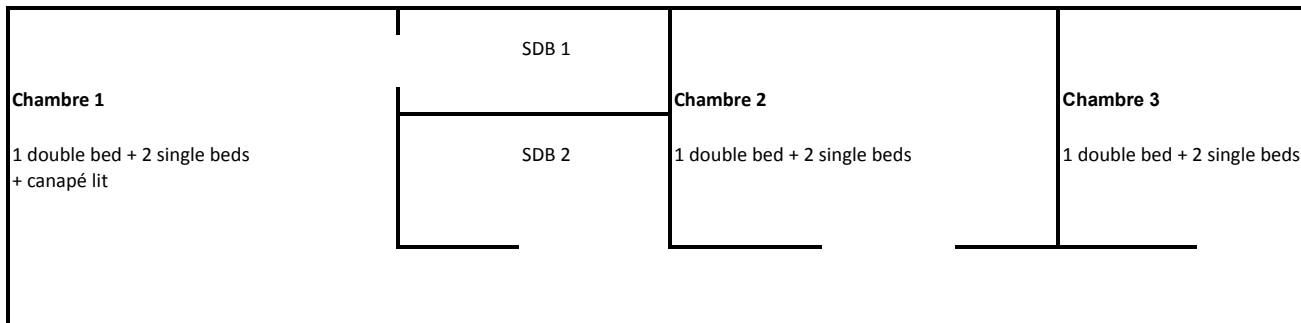 SDB 1
Chambre 1
Chambre 2
Chambre 3
1 double bed + 2 single beds
+ canapé lit
SDB 2
1 double bed + 2 single beds
1 double bed + 2 single beds